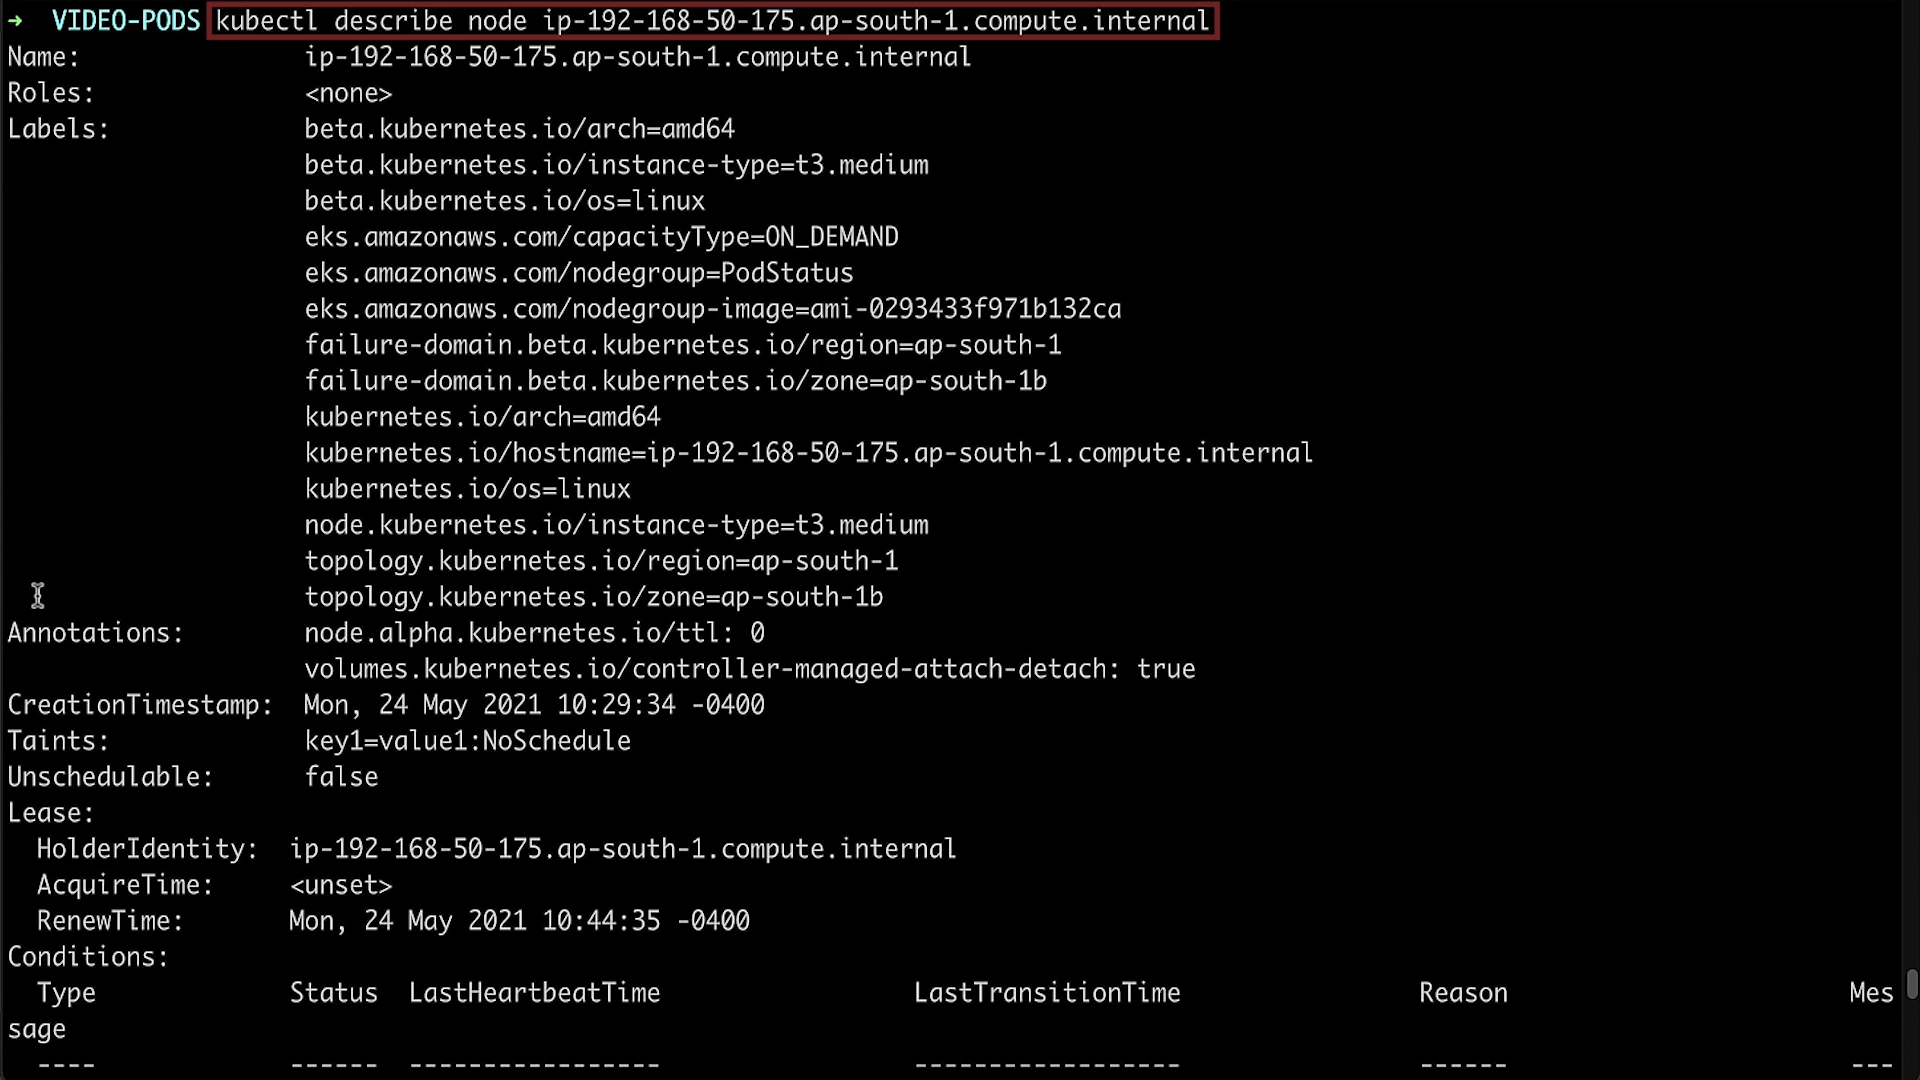 → VIDEO-PODS kubectl describe node ip-192-168-50-175.ap-south-1.compute.internal
Name: ip-192-168-50-175.ap-south-1.compute.internal
Roles: <none>
Labels: beta.kubernetes.io/arch=amd64
beta.kubernetes.io/instance-type=t3.medium
beta.kubernetes.io/os=linux
eks.amazonaws.com/capacityType=ON_DEMAND
eks.amazonaws.com/nodegroup=PodStatus
eks.amazonaws.com/nodegroup-image=ami-0293433f971b132ca
failure-domain.beta.kubernetes.io/region=ap-south-1
failure-domain.beta.kubernetes.io/zone=ap-south-1b
kubernetes.io/arch=amd64
kubernetes.io/hostname=ip-192-168-50-175.ap-south-1.compute.internal
kubernetes.io/os=linux
node.kubernetes.io/instance-type=t3.medium
topology.kubernetes.io/region=ap-south-1
topology.kubernetes.io/zone=ap-south-1b
Annotations: node.alpha.kubernetes.io/ttl: 0
volumes.kubernetes.io/controller-managed-attach-detach: true
CreationTimestamp: Mon, 24 May 2021 10:29:34 -0400
Taints: key1=value1:NoSchedule
Unschedulable: false
Lease:
HolderIdentity: ip-192-168-50-175.ap-south-1.compute.internal
AcquireTime: <unset>
RenewTime: Mon, 24 May 2021 10:44:35 -0400
Conditions:
Type Status LastHeartbeatTime LastTransitionTime Reason Mes
sage
---- ------ ----------------- ------------------ ------ ---